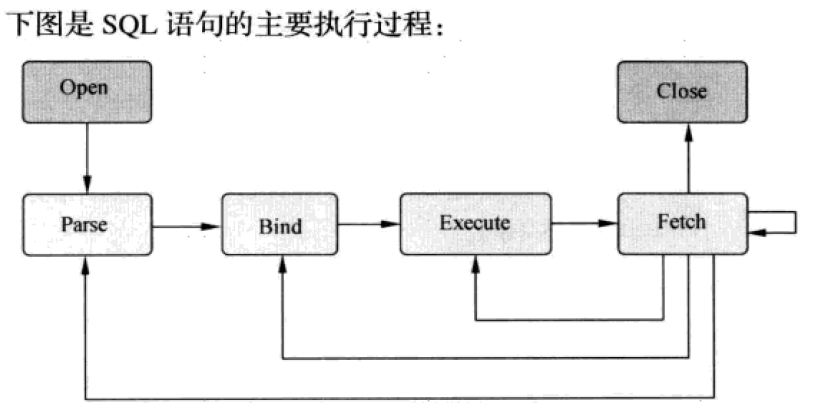 下图是 SQL 语句的主要执行过程：
Open
Close
Parse
Bind
Execute
Fetch